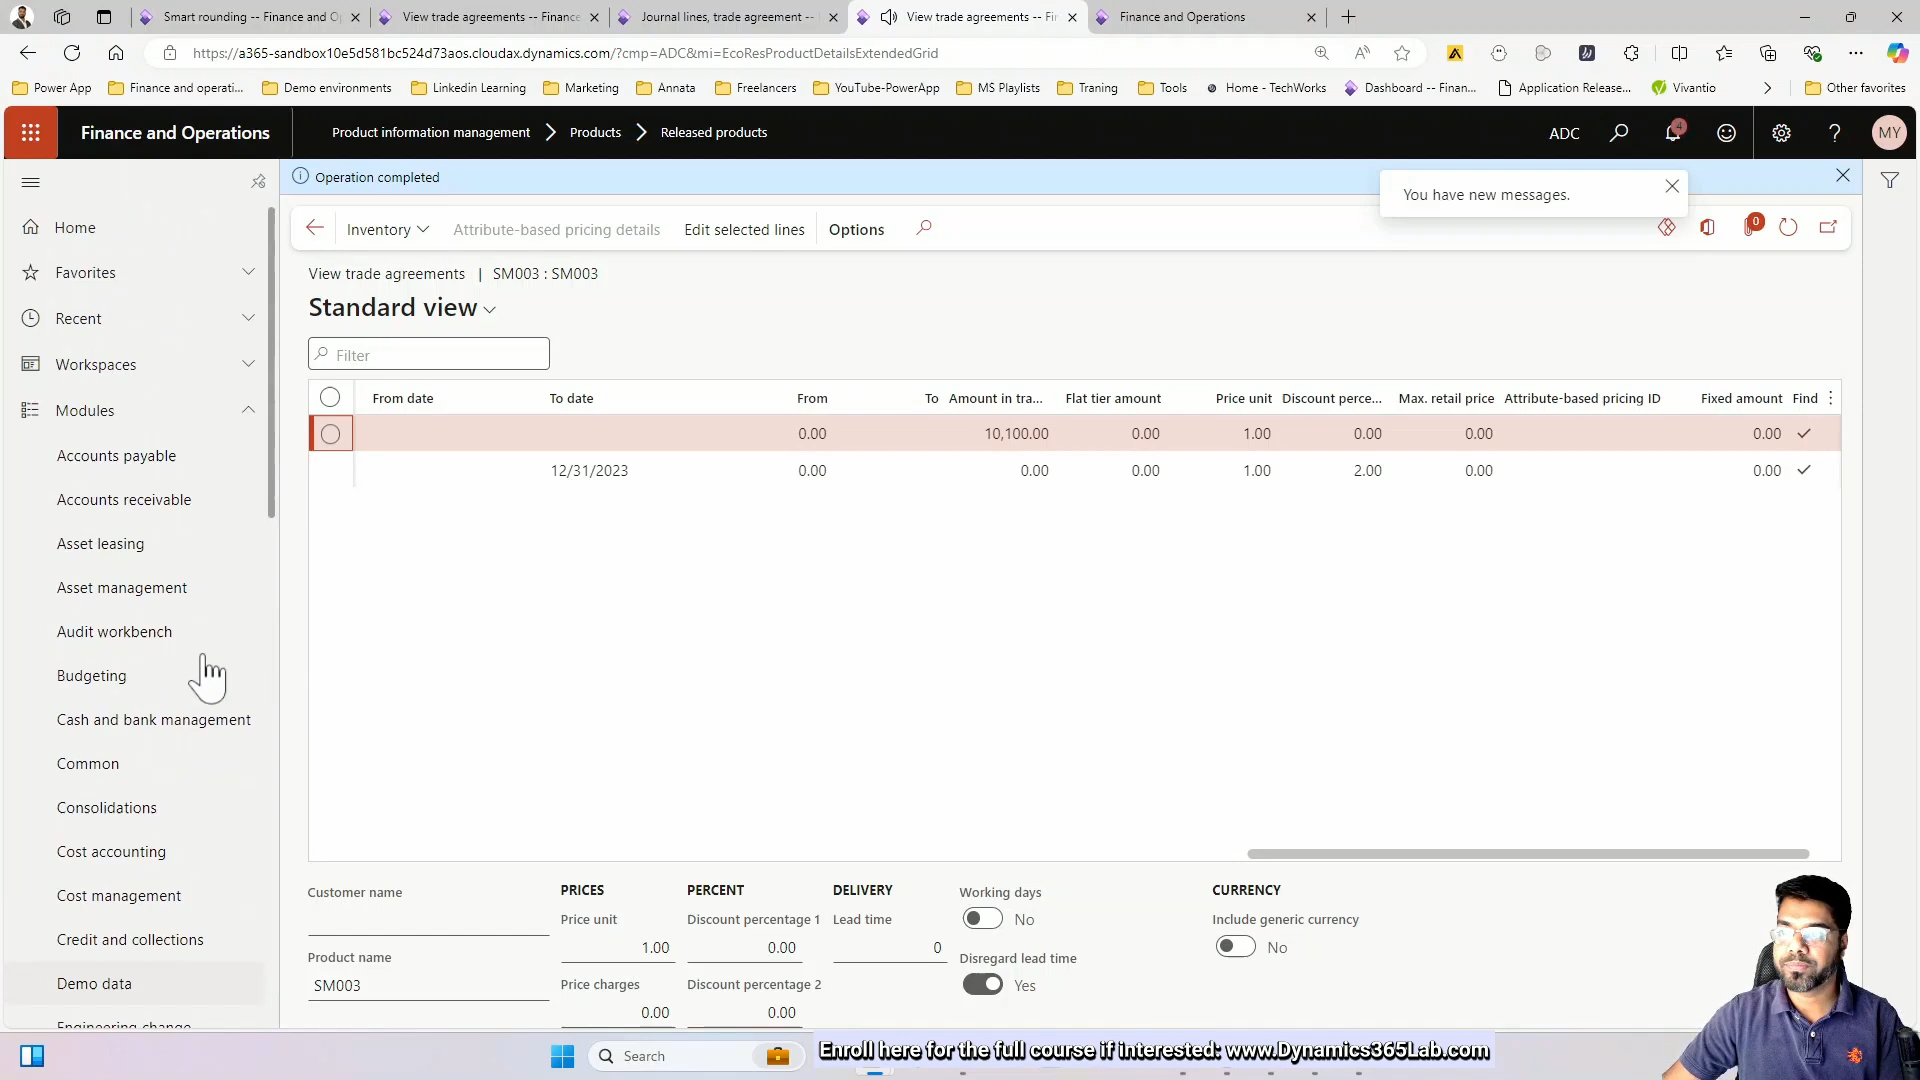 Smart rounding -- Finance and O
View trade agreements -- Finance
Journal lines, trade agreement --
View trade agreements -- Fin
Finance and Operations
https://a365-sandbox10e5d581bc524d73aos.cloudax.dynamics.com/?cmp=ADC&mi=EcoResProductDetailsExtendedGrid
Power App
Finance and operati...
Demo environments
Linkedin Learning
Marketing
Annata
Freelancers
YouTube-PowerApp
MS Playlists
Traning
Tools
Home - TechWorks
Dashboard -- Finan...
Application Release...
Vivantio
Other favorites
Finance and Operations
Product information management
Products
Released products
ADC
4
MY
Operation completed
You have new messages.
Home
Favorites
Recent
Workspaces
Modules
Accounts payable
Accounts receivable
Asset leasing
Asset management
Audit workbench
Budgeting
Cash and bank management
Common
Consolidations
Cost accounting
Cost management
Credit and collections
Demo data
Engineering change
Inventory
Attribute-based pricing details
Edit selected lines
Options
0
View trade agreements | SM003 : SM003
Standard view
Filter
From date To date From To Amount in tra... Flat tier amount Price unit Discount perce... Max. retail price Attribute-based pricing ID Fixed amount Find
0.00 10,100.00 0.00 1.00 0.00 0.00 0.00
12/31/2023 0.00 0.00 0.00 1.00 2.00 0.00 0.00
Customer name
Product name
SM003
PRICES
Price unit
1.00
Price charges
0.00
PERCENT
Discount percentage 1
0.00
Discount percentage 2
0.00
DELIVERY
Lead time
0
Working days
No
Disregard lead time
Yes
CURRENCY
Include generic currency
No
Search
Enroll here for the full course if interested: www.Dynamics365Lab.com